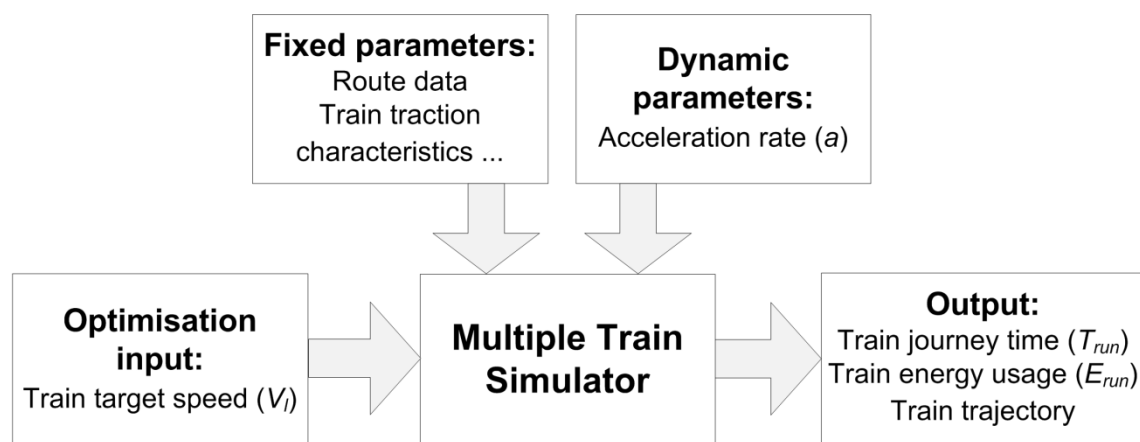 Fixed parameters:
Route data
Train traction
characteristics ...
Dynamic
parameters:
Acceleration rate (a)
Optimisation
input:
Train target speed (Vl)
Multiple Train
Simulator
Output:
Train journey time (Trun)
Train energy usage (Erun)
Train trajectory